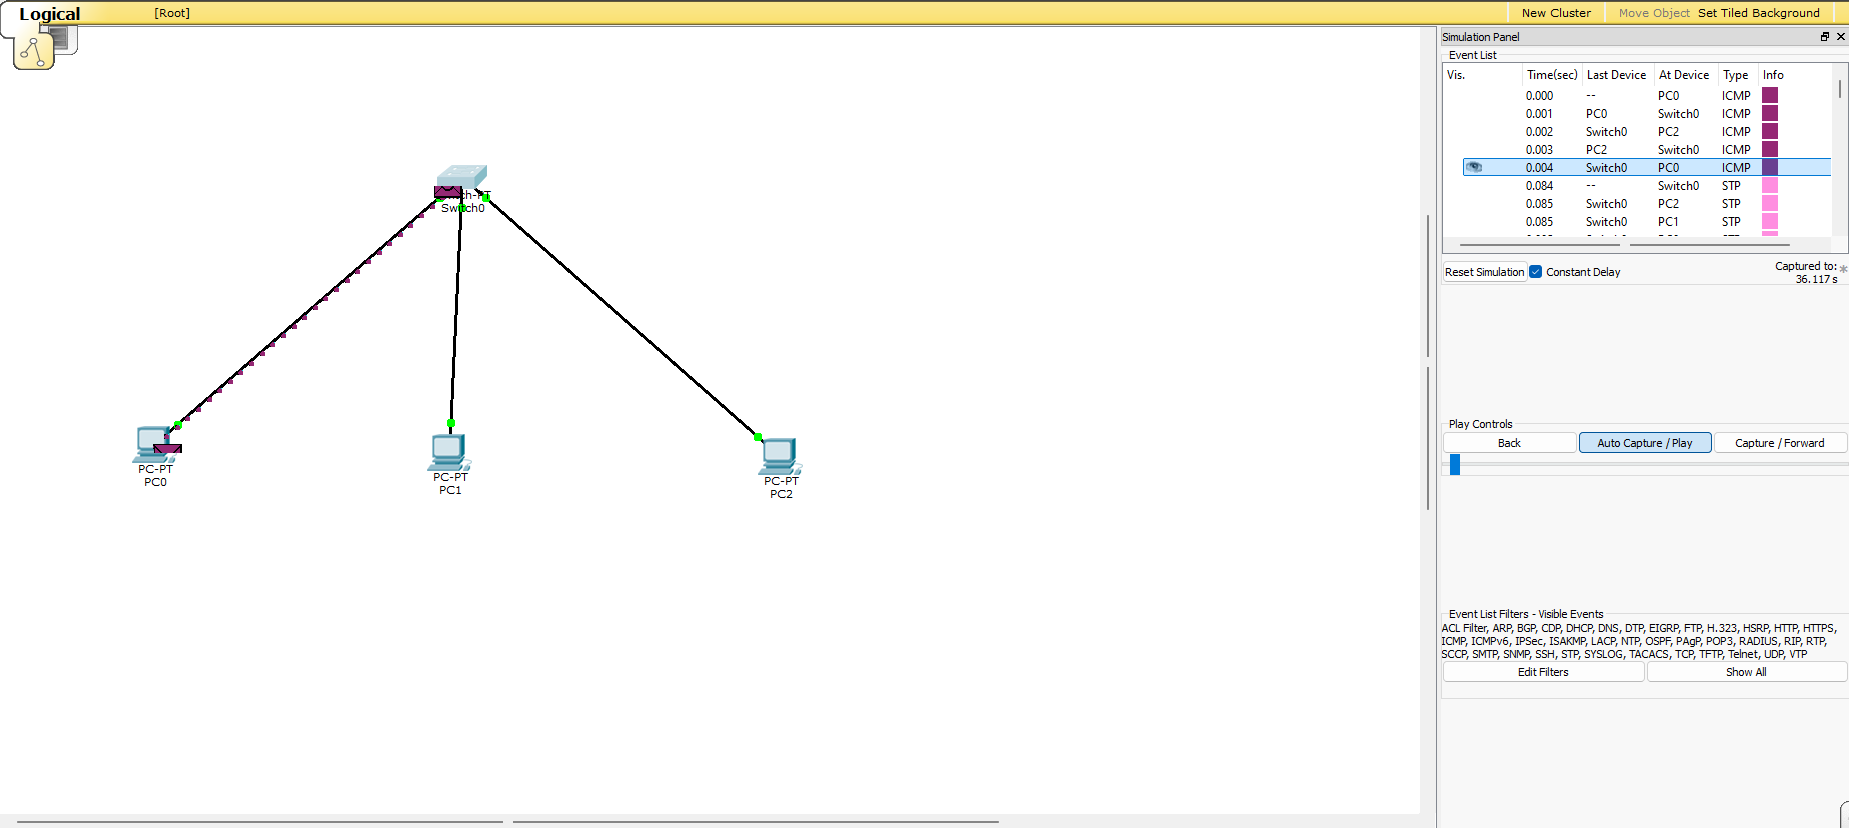 Logical [Root] New Cluster Move Object Set Tiled Background
Simulation Panel
Event List
Vis. Time(sec) Last Device At Device Type Info
0.000 -- PC0 ICMP
0.001 PC0 Switch0 ICMP
0.002 Switch0 PC2 ICMP
0.003 PC2 Switch0 ICMP
0.004 Switch0 PC0 ICMP
0.084 -- Switch0 STP
0.085 Switch0 PC2 STP
0.085 Switch0 PC1 STP
Reset Simulation Constant Delay Captured to: *
36.117 s
Switch0
PC-PT
PC0
PC-PT
PC1
PC-PT
PC2
Play Controls
Back Auto Capture / Play Capture / Forward
Event List Filters - Visible Events
ACL Filter, ARP, BGP, CDP, DHCP, DNS, DTP, EIGRP, FTP, H.323, HSRP, HTTP, HTTPS,
ICMP, ICMPv6, IPSec, ISAKMP, LACP, NTP, OSPF, PAgP, POP3, RADIUS, RIP, RTP,
SCCP, SMTP, SNMP, SSH, STP, SYSLOG, TACACS, TCP, TFTP, Telnet, UDP, VTP
Edit Filters Show All